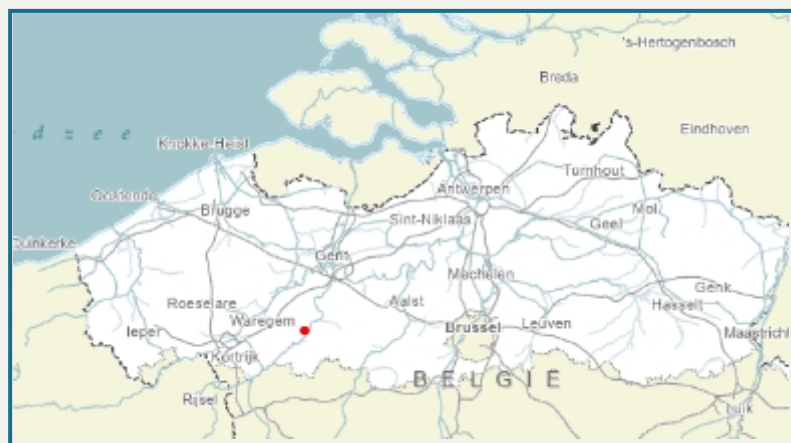 's-Hertogenbosch
Breda
dzee
Eindhoven
Knokke-Heist
Turnhout
Antwerpen
Oostende
Mol
Brugge
Sint-Niklaas
Geel
Duinkerke
Gent
Mechelen
Genk
Roeselare
Aalst
Hasselt
Waregem
Ieper
Brussel
Leuven
Maastricht
Kortrijk
BELGIË
Rijsel
Luik